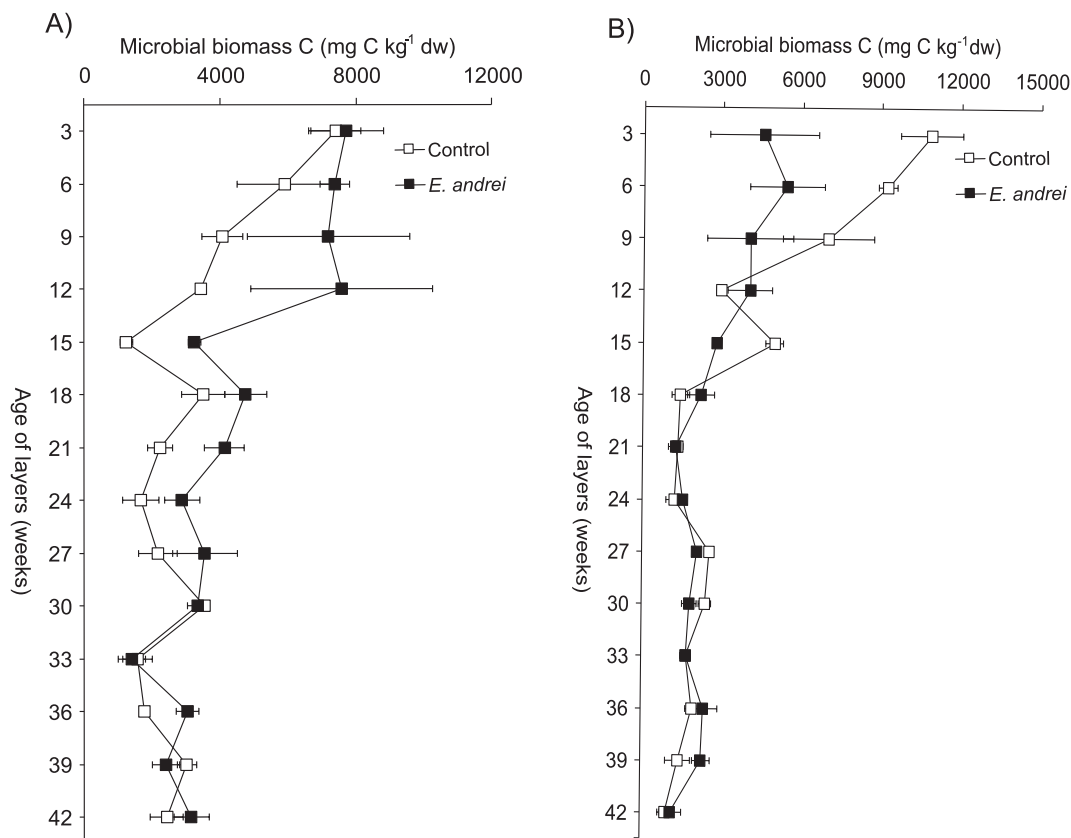 A)
Microbial biomass C (mg C kg⁻¹ dw)
0 4000 8000 12000
3
6
9
12
15
18
21
24
27
30
33
36
39
42
Age of layers (weeks)
Control
E. andrei
B)
Microbial biomass C (mg C kg⁻¹dw)
0 3000 6000 9000 12000 15000
3
6
9
12
15
18
21
24
27
30
33
36
39
42
Age of layers (weeks)
Control
E. andrei